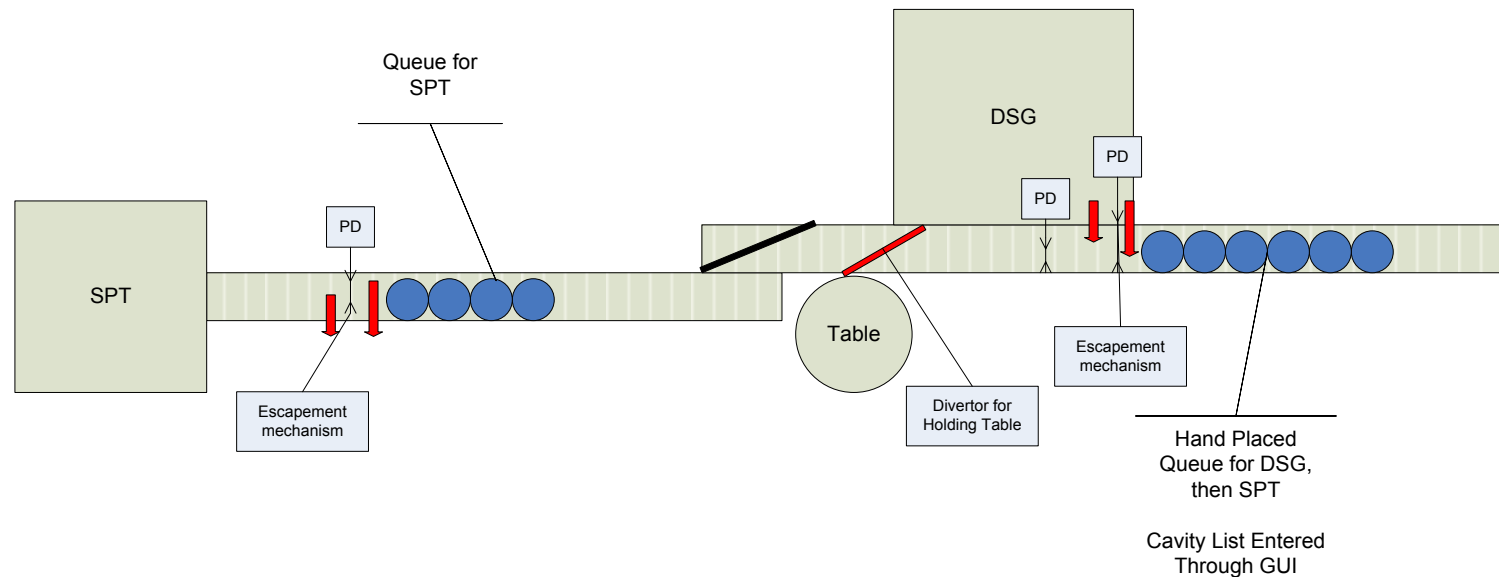 Queue for
SPT
DSG
PD
PD
PD
SPT
Table
Escapement
mechanism
Escapement
mechanism
Divertor for
Holding Table
Hand Placed
Queue for DSG,
then SPT
Cavity List Entered
Through GUI